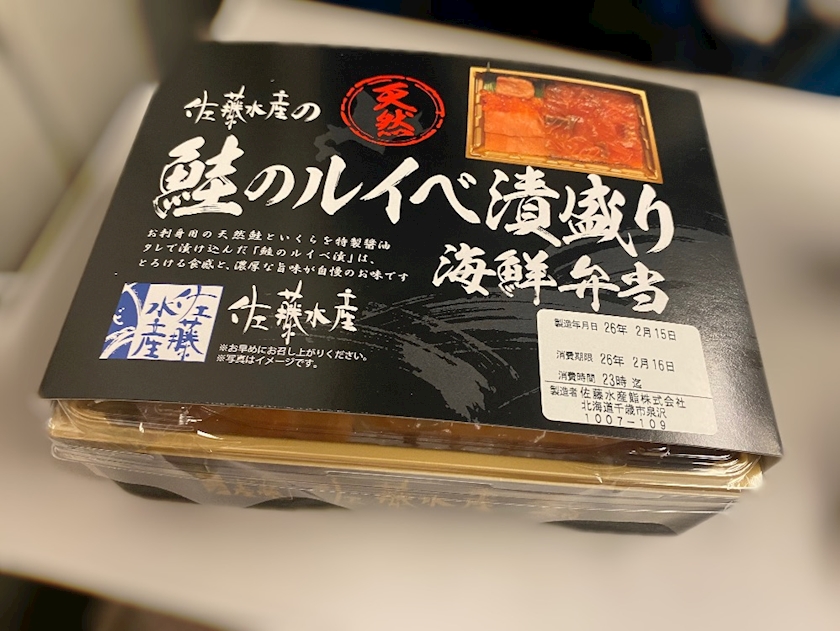 佐藤水産の
天然
鮭のルイベ漬盛り
海鮮弁当
お刺身用の天然鮭といくらを特製醤油
タレで漬け込んだ「鮭のルイベ漬」は、
とろける食感と、濃厚な旨味が自慢のお味です
佐藤
水産
佐藤水産
※お早めにお召し上がりください。
※写真はイメージです。
製造年月日 26年 2月15日
消費期限 26年 2月16日
消費時間 23時 迄
製造者 佐藤水産鮨株式会社
北海道千歳市泉沢
1007-109
佐藤水産